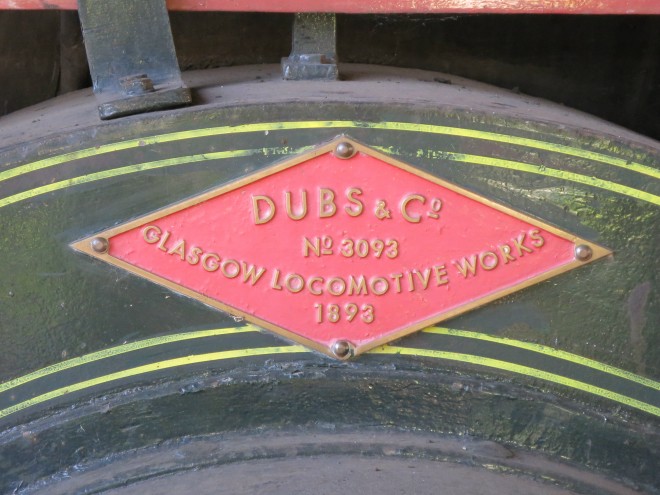 DUBS & Cº
Nº 3093
GLASGOW LOCOMOTIVE WORKS
1893